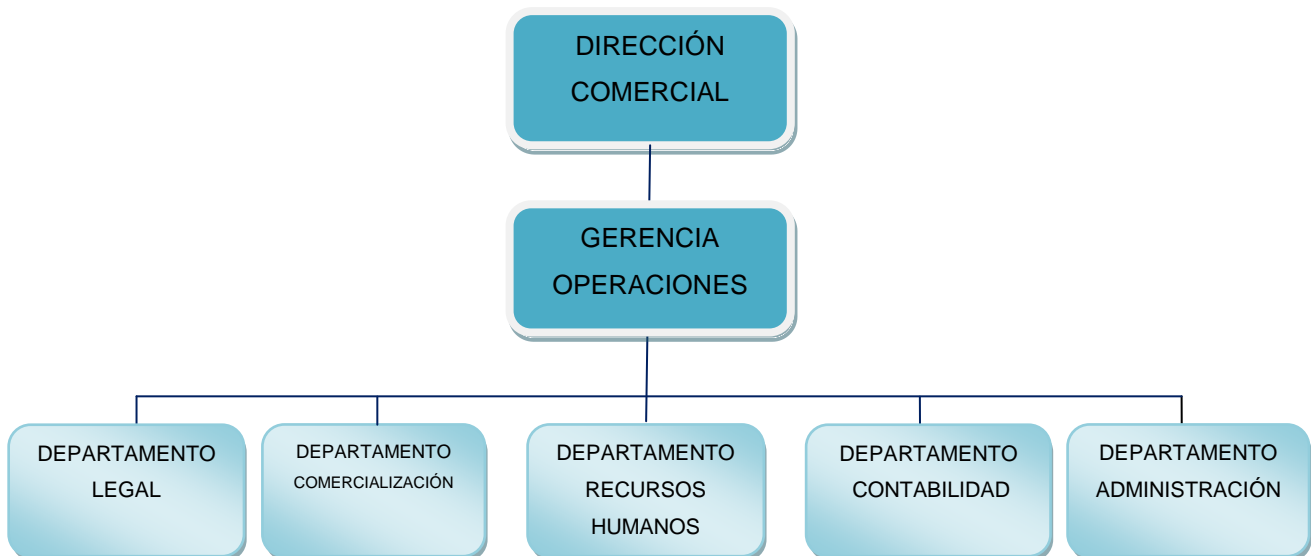 DIRECCIÓN
COMERCIAL
GERENCIA
OPERACIONES
DEPARTAMENTO
LEGAL
DEPARTAMENTO
COMERCIALIZACIÓN
DEPARTAMENTO
RECURSOS
HUMANOS
DEPARTAMENTO
CONTABILIDAD
DEPARTAMENTO
ADMINISTRACIÓN